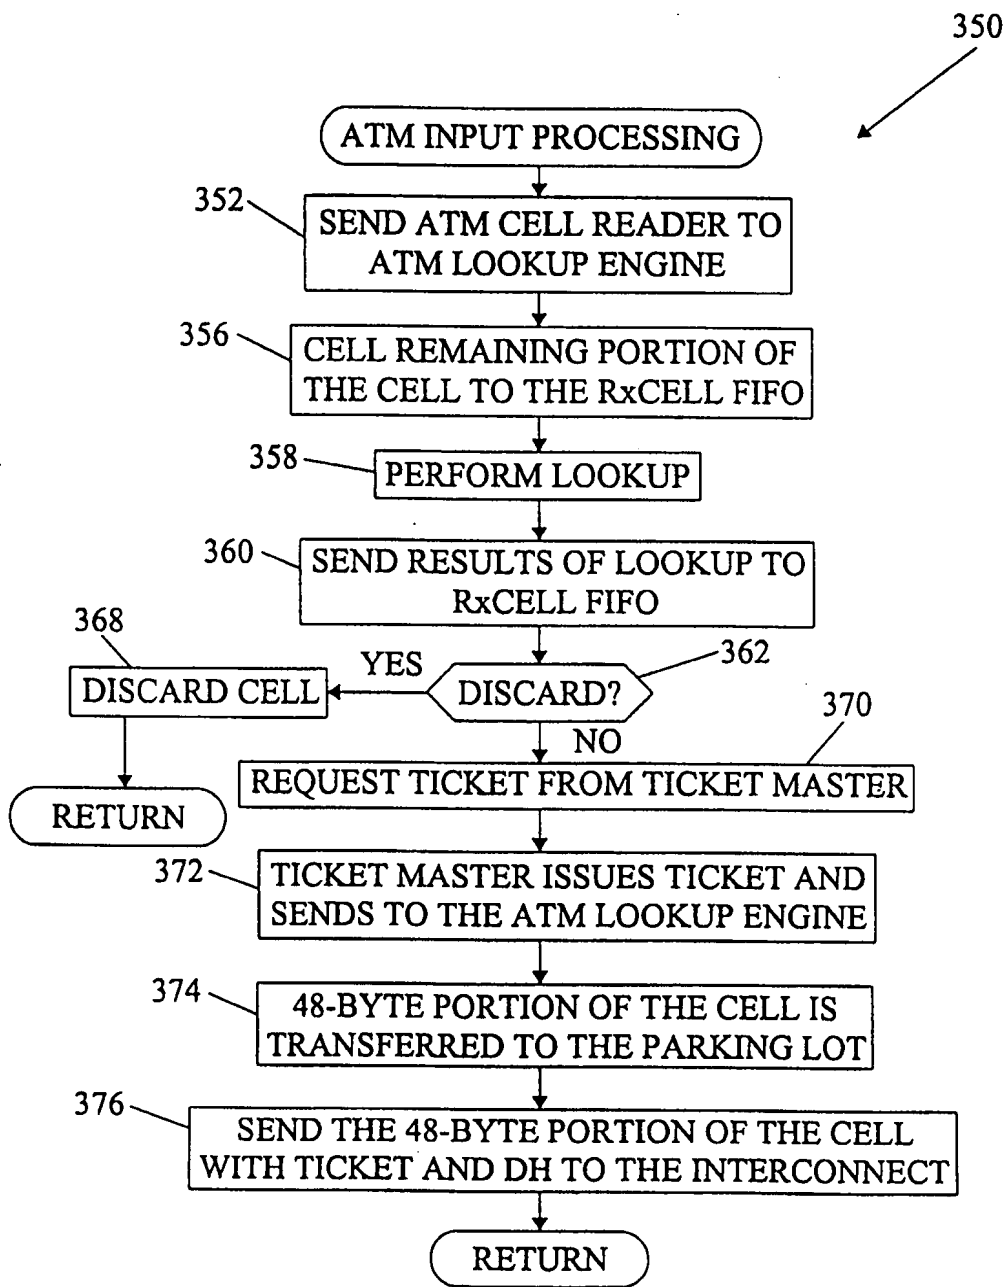 350
ATM INPUT PROCESSING
352
SEND ATM CELL READER TO
ATM LOOKUP ENGINE
356
CELL REMAINING PORTION OF
THE CELL TO THE RxCELL FIFO
358
PERFORM LOOKUP
360
SEND RESULTS OF LOOKUP TO
RxCELL FIFO
368
YES
362
DISCARD CELL
DISCARD?
370
NO
REQUEST TICKET FROM TICKET MASTER
RETURN
372
TICKET MASTER ISSUES TICKET AND
SENDS TO THE ATM LOOKUP ENGINE
374
48-BYTE PORTION OF THE CELL IS
TRANSFERRED TO THE PARKING LOT
376
SEND THE 48-BYTE PORTION OF THE CELL
WITH TICKET AND DH TO THE INTERCONNECT
RETURN